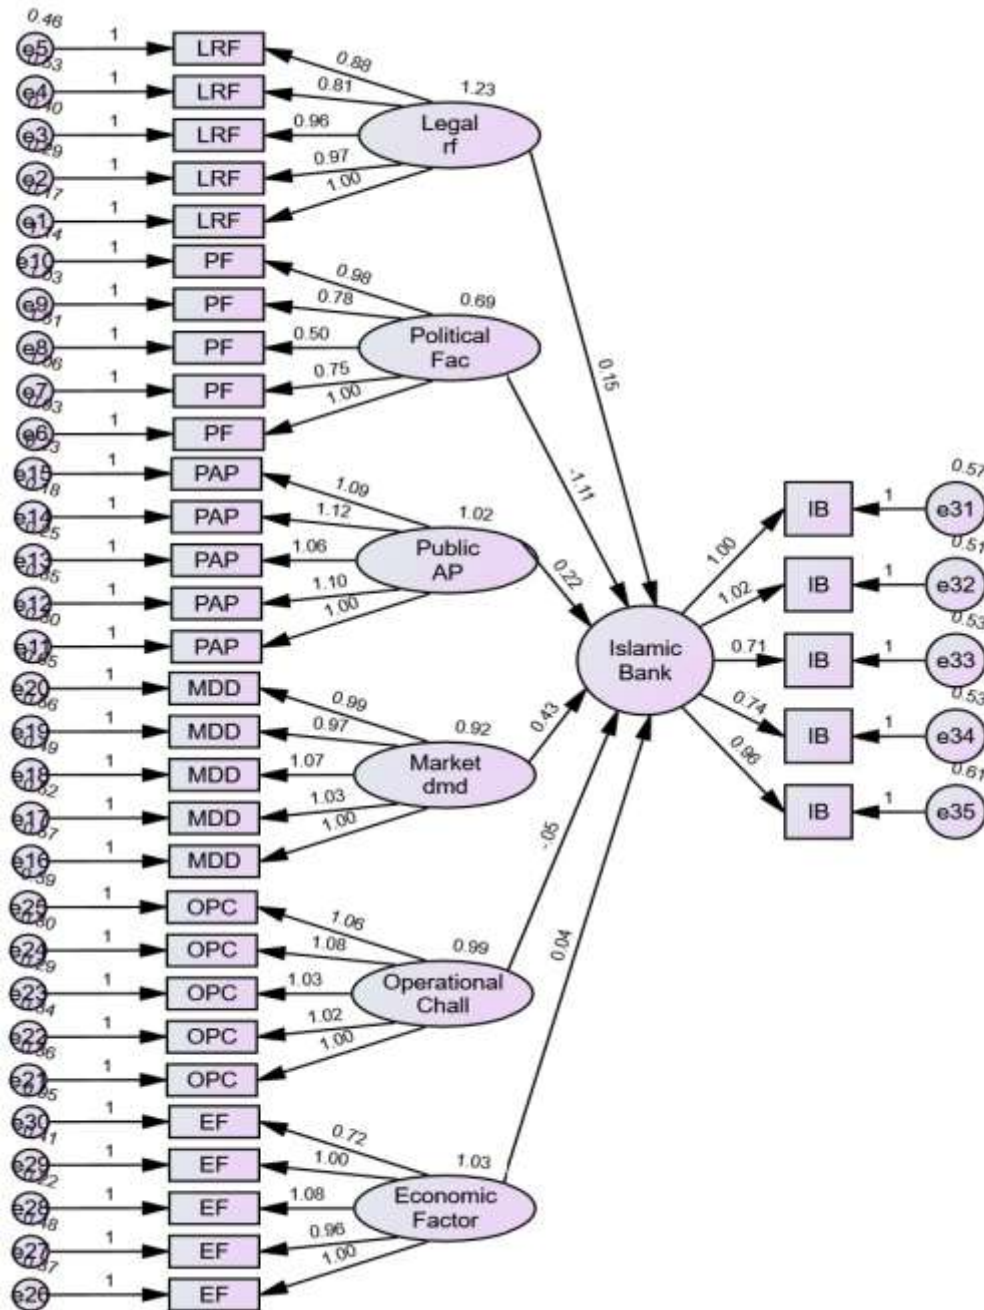 0.46
e5 1 LRF 0.88
e4 1 LRF 0.81 1.23
Legal
rf
e3 1 LRF 0.96
e2 1 LRF 0.97
e1 1 LRF 1.00
0.15
e10 1 PF 0.98
e9 1 PF 0.78 0.69
Political
Fac
e8 1 PF 0.50
e7 1 PF 0.75
e6 1 PF 1.00
-1.11
e15 1 PAP 1.09
e14 1 PAP 1.12 1.02
Public
AP
e13 1 PAP 1.06
e12 1 PAP 1.10
e11 1 PAP 1.00
0.22
e20 1 MDD 0.99
e19 1 MDD 0.97 0.92
Market
dmd
e18 1 MDD 1.07
e17 1 MDD 1.03
e16 1 MDD 1.00
0.43
e25 1 OPC 1.06
e24 1 OPC 1.08 0.99
Operational
Chall
e23 1 OPC 1.03
e22 1 OPC 1.02
e21 1 OPC 1.00
-.05
e30 1 EF 0.72
e29 1 EF 1.00 1.03
Economic
Factor
e28 1 EF 1.08
e27 1 EF 0.96
e26 1 EF 1.00
0.04
Islamic
Bank
0.57
1.00 IB 1 e31
0.51
1.02 IB 1 e32
0.53
0.71 IB 1 e33
0.53
0.74 IB 1 e34
0.61
0.96 IB 1 e35